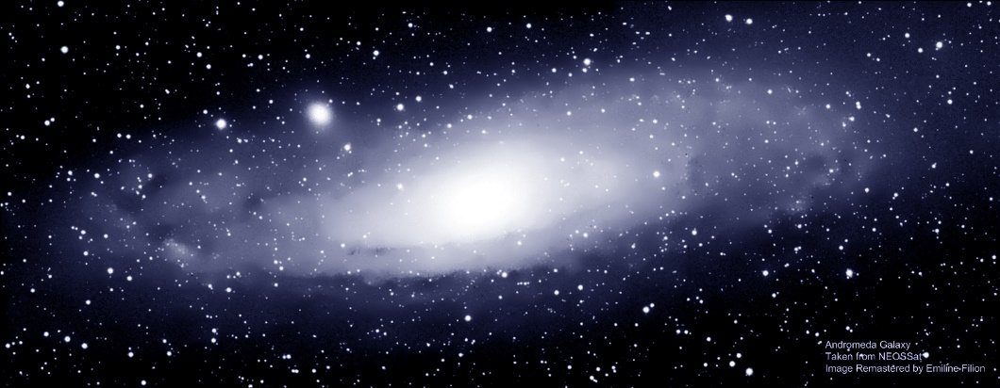 Andromeda Galaxy
Taken from NEOSSat
Image Remastered by Emiline Filion